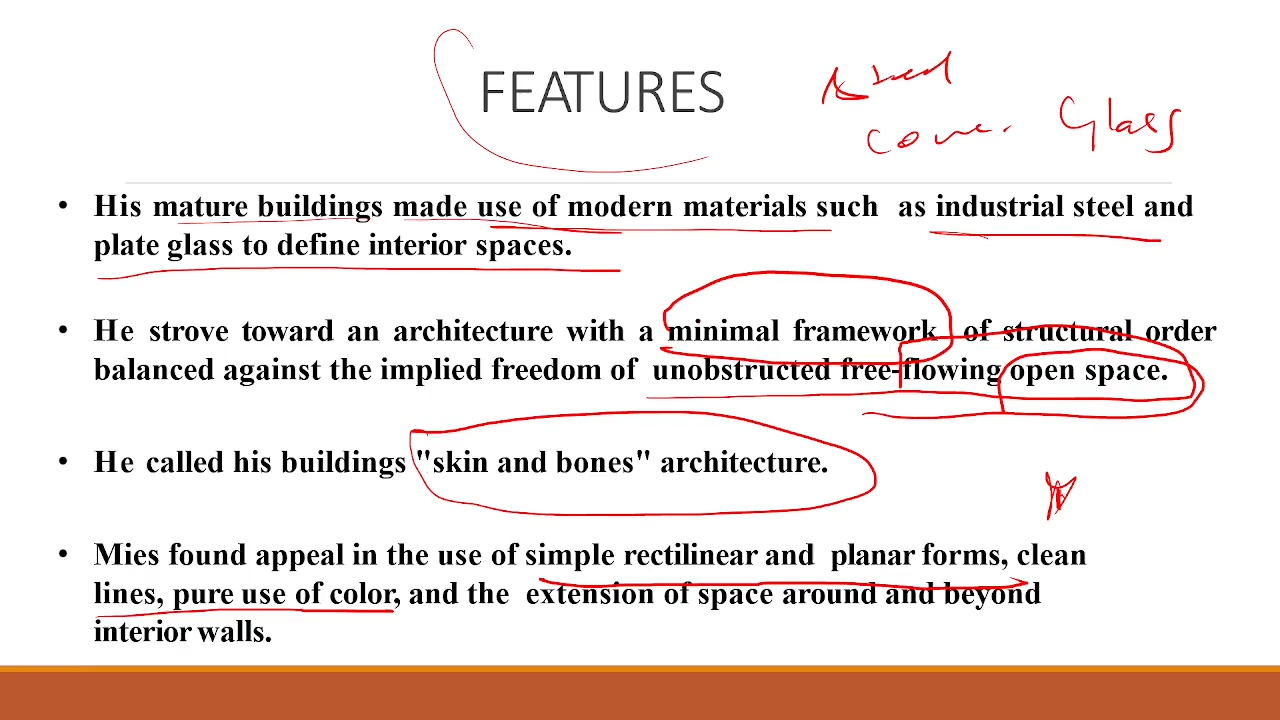 FEATURES
Glass
• His mature buildings made use of modern materials such as industrial steel and
plate glass to define interior spaces.
• He strove toward an architecture with a minimal framework of structural order
balanced against the implied freedom of unobstructed free-flowing open space.
• He called his buildings "skin and bones" architecture.
• Mies found appeal in the use of simple rectilinear and planar forms, clean
lines, pure use of color, and the extension of space around and beyond
interior walls.